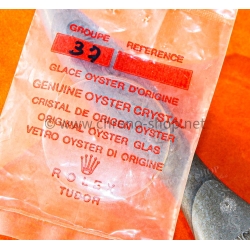 GROUPE REFERENCE
32
GLACE OYSTER D'ORIGINE
GENUINE OYSTER CRYSTAL
CRISTAL DE ORIGEN OYSTER
ORIGINAL OYSTER GLAS
VETRO OYSTER DI ORIGINE
ROLEX
TUDOR